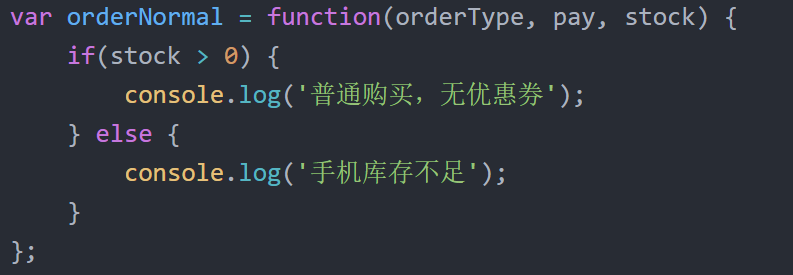 var orderNormal = function(orderType, pay, stock) {
    if(stock > 0) {
        console.log('普通购买，无优惠券');
    } else {
        console.log('手机库存不足');
    }
};